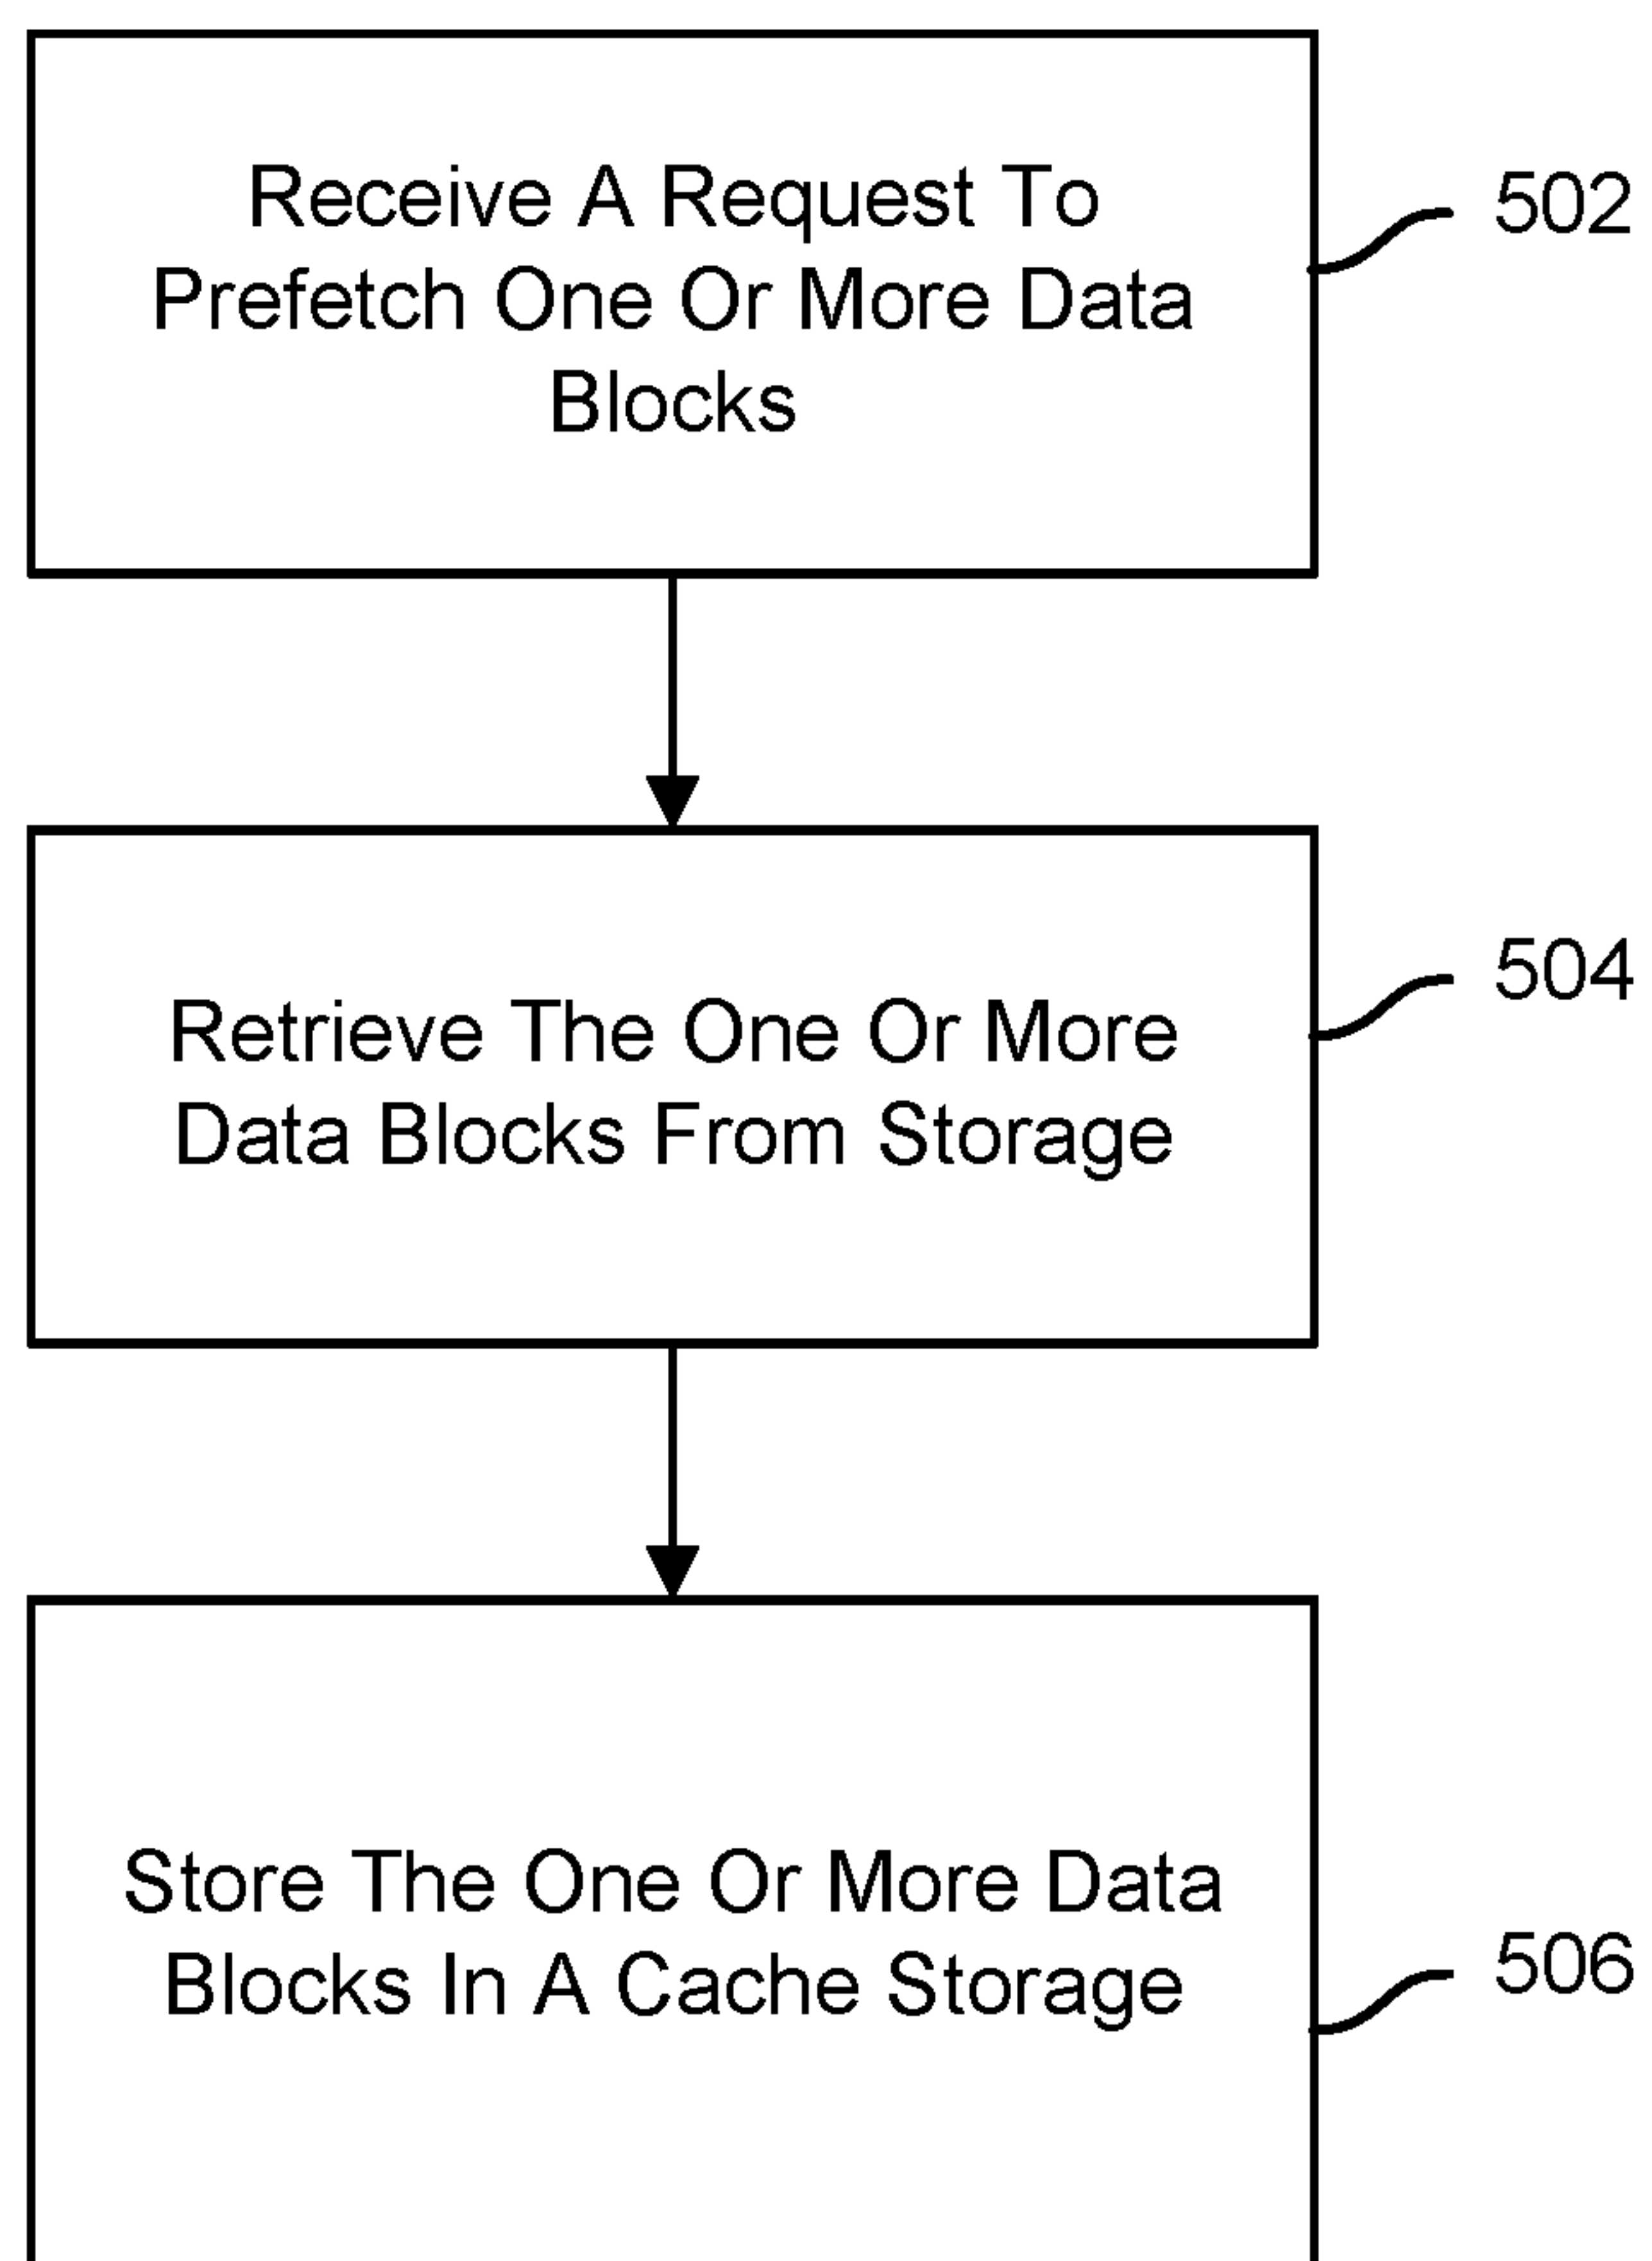 Receive A Request To
Prefetch One Or More Data
Blocks
502
Retrieve The One Or More
Data Blocks From Storage
504
Store The One Or More Data
Blocks In A Cache Storage
506